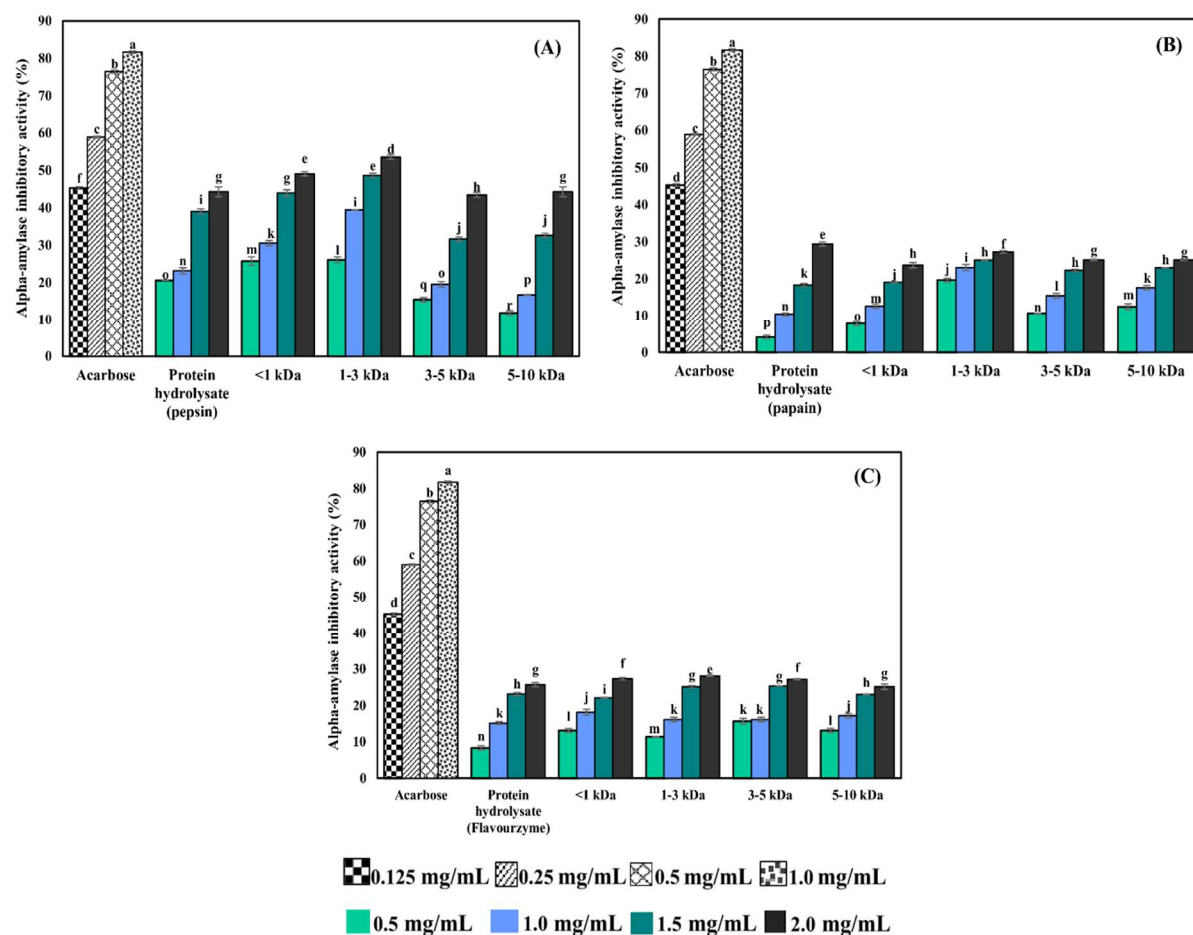 (A)
Alpha-amylase inhibitory activity (%)
90
80
70
60
50
40
30
20
10
0
f
c
b
a
o
n
i
g
m
k
g
e
l
i
e
d
q
o
j
h
r
p
j
g
Acarbose
Protein
hydrolysate
(pepsin)
<1 kDa
1-3 kDa
3-5 kDa
5-10 kDa
(B)
Alpha-amylase inhibitory activity (%)
90
80
70
60
50
40
30
20
10
0
d
c
b
a
p
n
k
e
o
m
j
h
j
i
h
f
n
l
h
g
m
k
h
g
Acarbose
Protein
hydrolysate
(papain)
<1 kDa
1-3 kDa
3-5 kDa
5-10 kDa
(C)
Alpha-amylase inhibitory activity (%)
90
80
70
60
50
40
30
20
10
0
d
c
b
a
n
k
h
g
l
j
i
f
m
k
g
e
k
k
g
f
l
j
h
g
Acarbose
Protein
hydrolysate
(Flavourzyme)
<1 kDa
1-3 kDa
3-5 kDa
5-10 kDa
0.125 mg/mL 0.25 mg/mL 0.5 mg/mL 1.0 mg/mL
0.5 mg/mL 1.0 mg/mL 1.5 mg/mL 2.0 mg/mL